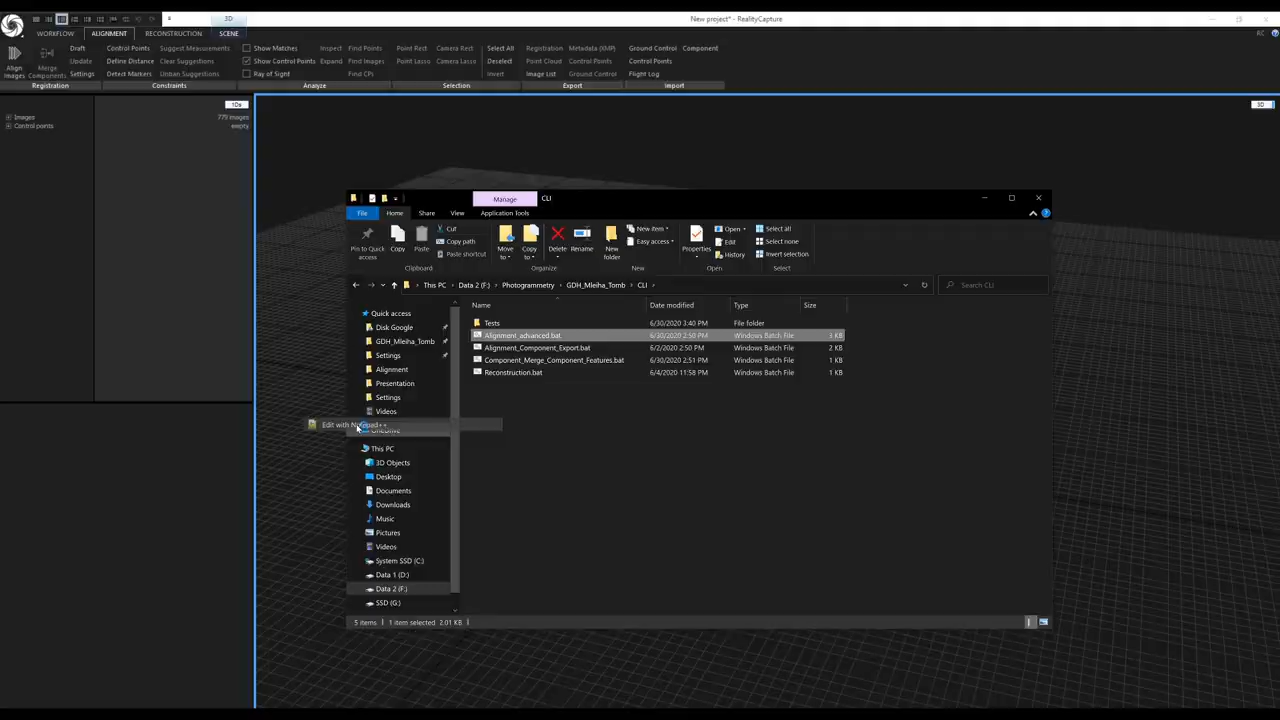 3D
New project* - RealityCapture
WORKFLOW ALIGNMENT RECONSTRUCTION SCENE
RC
Draft Control Points Suggest Measurements Show Matches Inspect Find Points Point Rect Camera Rect Select All Registration Metadata (XMP) Ground Control Component
Update Define Distance Clear Suggestions Show Control Points Expand Find Images Point Lasso Camera Lasso Deselect Point Cloud Control Points Control Points
Align Images Merge Components Settings Detect Markers Unban Suggestions Ray of Sight Find CPs Invert Image List Ground Control Flight Log
Registration Constraints Analyze Selection Export Import
1Ds
3D
Images 779 images
Control points empty
Manage CLI
File Home Share View Application Tools
Pin to Quick access
Copy
Paste
Cut
Copy path
Paste shortcut
Move to
Copy to
Delete
Rename
New folder
New item
Easy access
Properties
Open
Edit
History
Select all
Select none
Invert selection
Clipboard Organize New Open Select
This PC > Data 2 (F:) > Photogrammetry > GDH_Mleiha_Tomb > CLI >
Search CLI
Name Date modified Type Size
Quick access
Disk Google
GDH_Mleiha_Tomb
Settings
Alignment
Presentation
Settings
Videos
OneDrive
This PC
3D Objects
Desktop
Documents
Downloads
Music
Pictures
Videos
System SSD (C:)
Data 1 (D:)
Data 2 (F:)
SSD (G:)
Tests 6/30/2020 3:40 PM File folder
Alignment_advanced.bat 6/30/2020 2:50 PM Windows Batch File 3 KB
Alignment_Component_Export.bat 6/2/2020 2:50 PM Windows Batch File 2 KB
Component_Merge_Component_Features.bat 6/30/2020 2:51 PM Windows Batch File 1 KB
Reconstruction.bat 6/4/2020 11:58 PM Windows Batch File 1 KB
Edit with Notepad++
5 items 1 item selected 2.01 KB